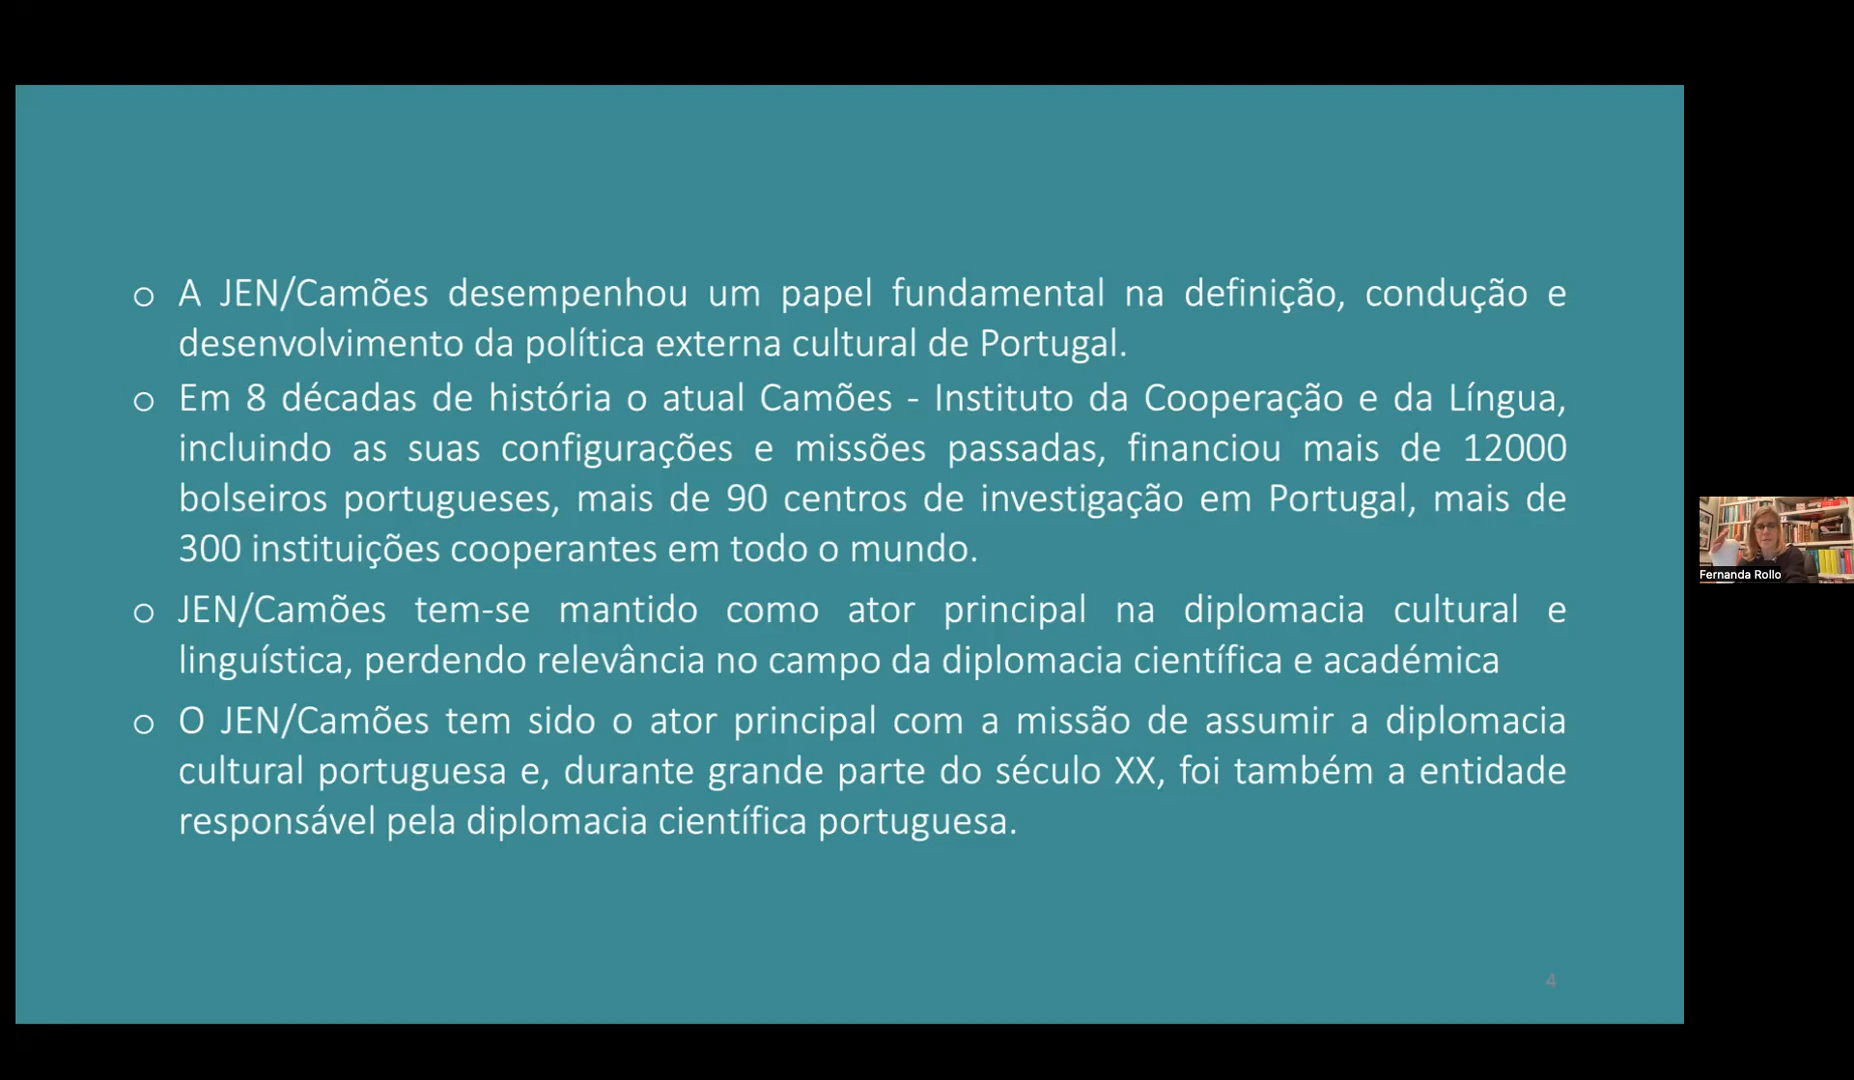 o A JEN/Camões desempenhou um papel fundamental na definição, condução e
desenvolvimento da política externa cultural de Portugal.
o Em 8 décadas de história o atual Camões - Instituto da Cooperação e da Língua,
incluindo as suas configurações e missões passadas, financiou mais de 12000
bolseiros portugueses, mais de 90 centros de investigação em Portugal, mais de
300 instituições cooperantes em todo o mundo.
o JEN/Camões tem-se mantido como ator principal na diplomacia cultural e
linguística, perdendo relevância no campo da diplomacia científica e académica
o O JEN/Camões tem sido o ator principal com a missão de assumir a diplomacia
cultural portuguesa e, durante grande parte do século XX, foi também a entidade
responsável pela diplomacia científica portuguesa.
4
Fernanda Rollo